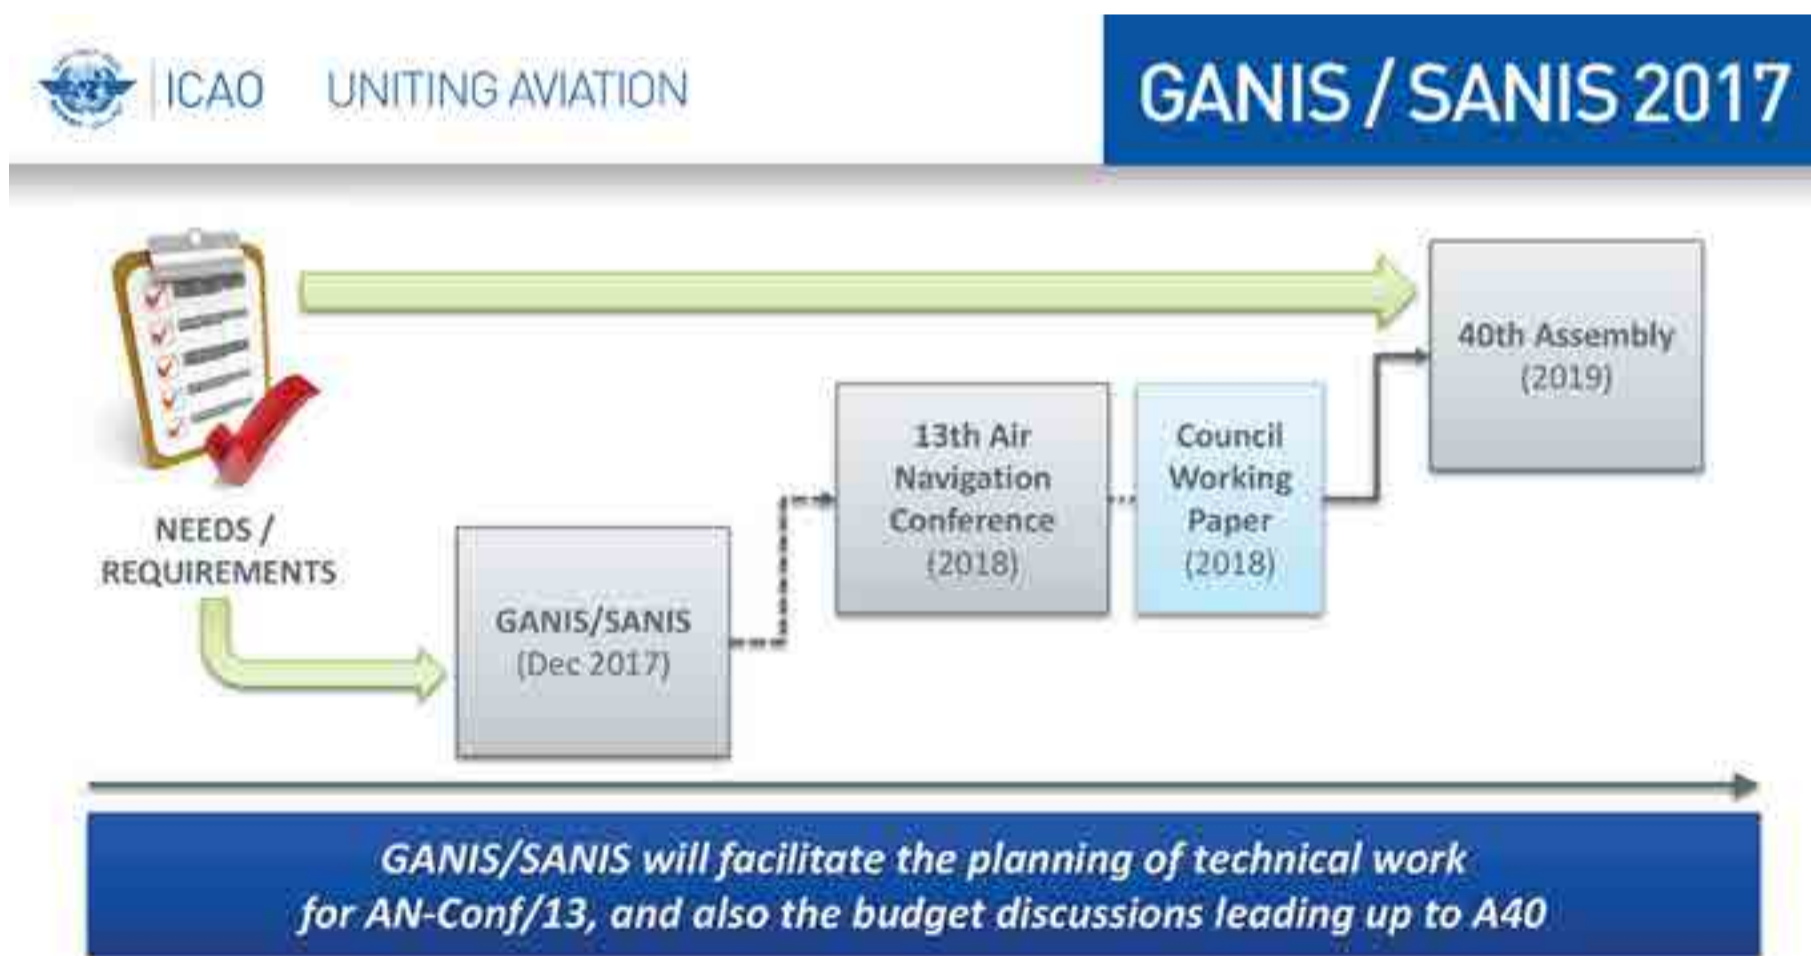 ICAO
UNITING AVIATION
GANIS / SANIS 2017
NEEDS /
REQUIREMENTS
GANIS/SANIS
(Dec 2017)
13th Air
Navigation
Conference
(2018)
Council
Working
Paper
(2018)
40th Assembly
(2019)
GANIS/SANIS will facilitate the planning of technical work
for AN-Conf/13, and also the budget discussions leading up to A40